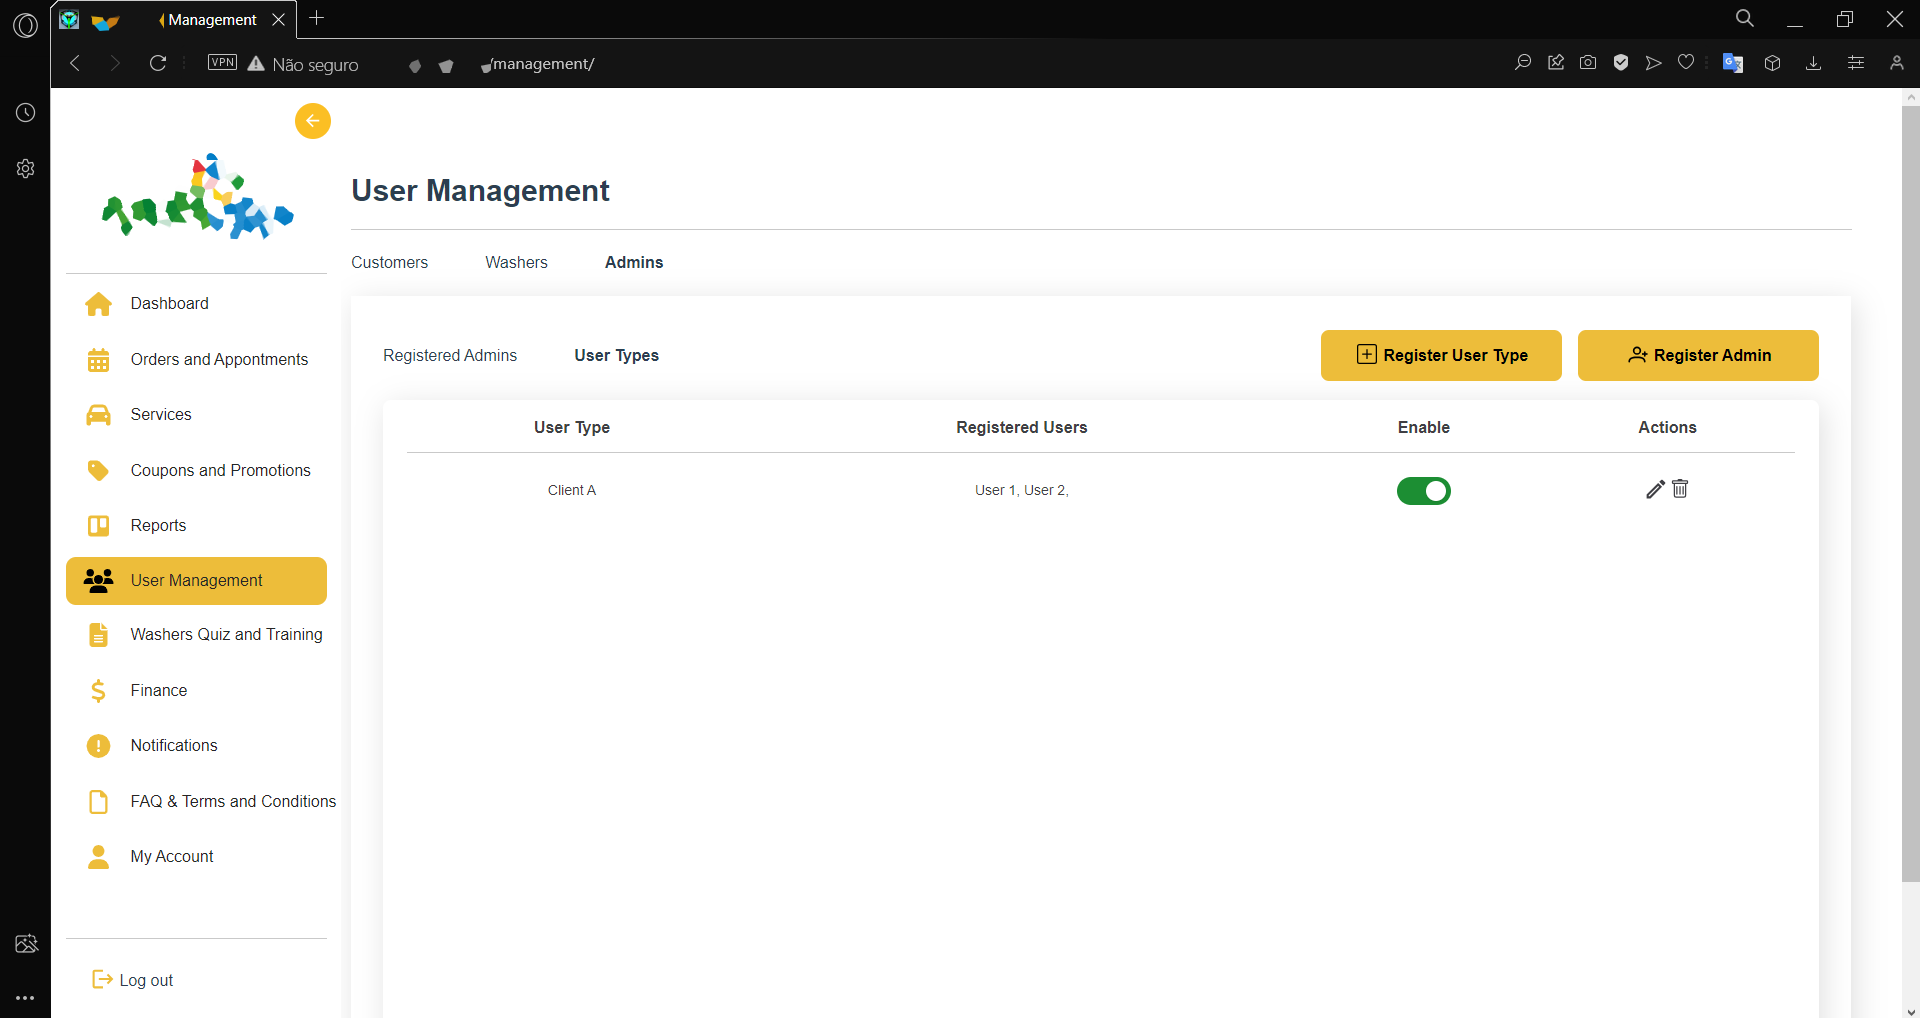 Management
VPN
Não seguro
/management/
User Management
Customers
Washers
Admins
Dashboard
Orders and Appontments
Services
Coupons and Promotions
Reports
User Management
Washers Quiz and Training
Finance
Notifications
FAQ & Terms and Conditions
My Account
Log out
Registered Admins
User Types
Register User Type
Register Admin
User Type
Registered Users
Enable
Actions
Client A
User 1, User 2,